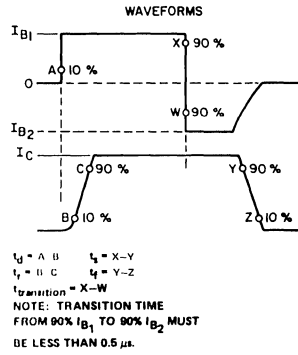 WAVEFORMS
I_B1
X 90 %
A 10 %
0
W 90 %
I_B2
I_C
C 90 %
Y 90 %
B 10 %
Z 10 %
t_d = A B t_s = X-Y
t_r = B C t_f = Y-Z
t_transition = X-W
NOTE: TRANSITION TIME
FROM 90% I_B1 TO 90% I_B2 MUST
BE LESS THAN 0.5 μs.